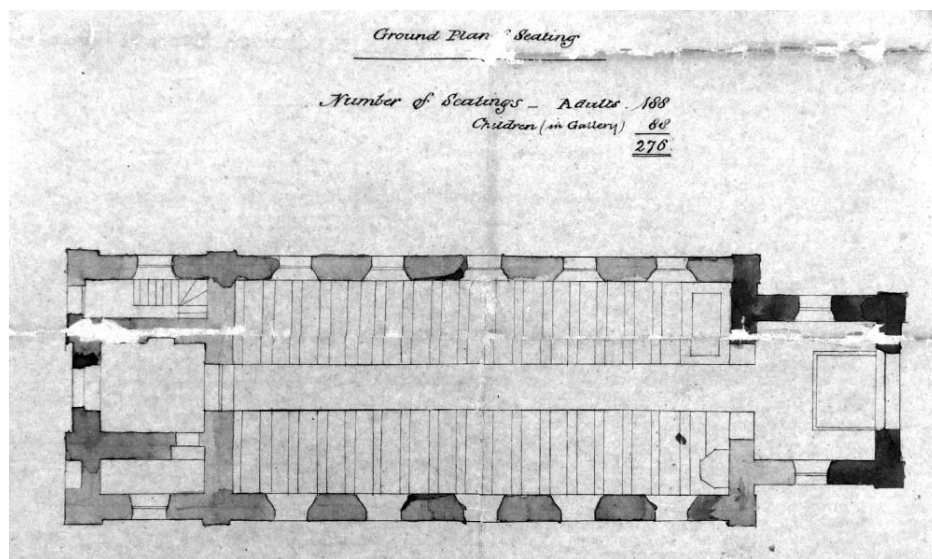 Ground Plan of Seating
Number of Seatings - Adults. 188
Children (in Gallery) 88
276